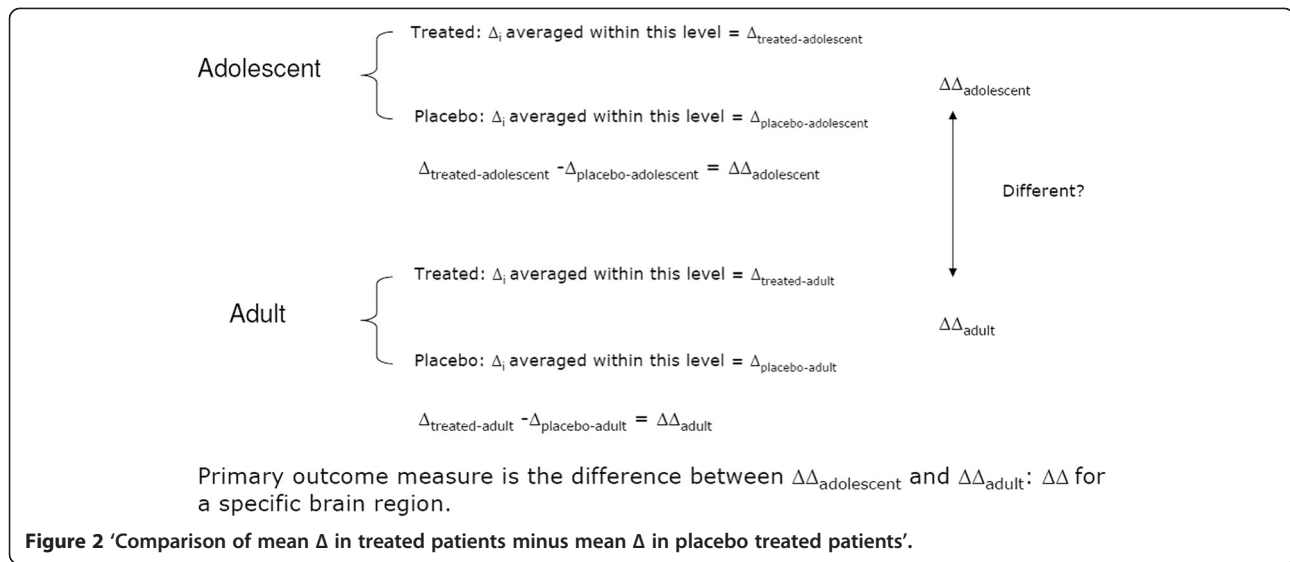 Treated: Δi averaged within this level = Δtreated-adolescent
Adolescent
ΔΔadolescent
Placebo: Δi averaged within this level = Δplacebo-adolescent
Δtreated-adolescent -Δplacebo-adolescent = ΔΔadolescent
Different?
Treated: Δi averaged within this level = Δtreated-adult
Adult
ΔΔadult
Placebo: Δi averaged within this level = Δplacebo-adult
Δtreated-adult -Δplacebo-adult = ΔΔadult
Primary outcome measure is the difference between ΔΔadolescent and ΔΔadult: ΔΔ for
a specific brain region.
Figure 2 ‘Comparison of mean Δ in treated patients minus mean Δ in placebo treated patients’.